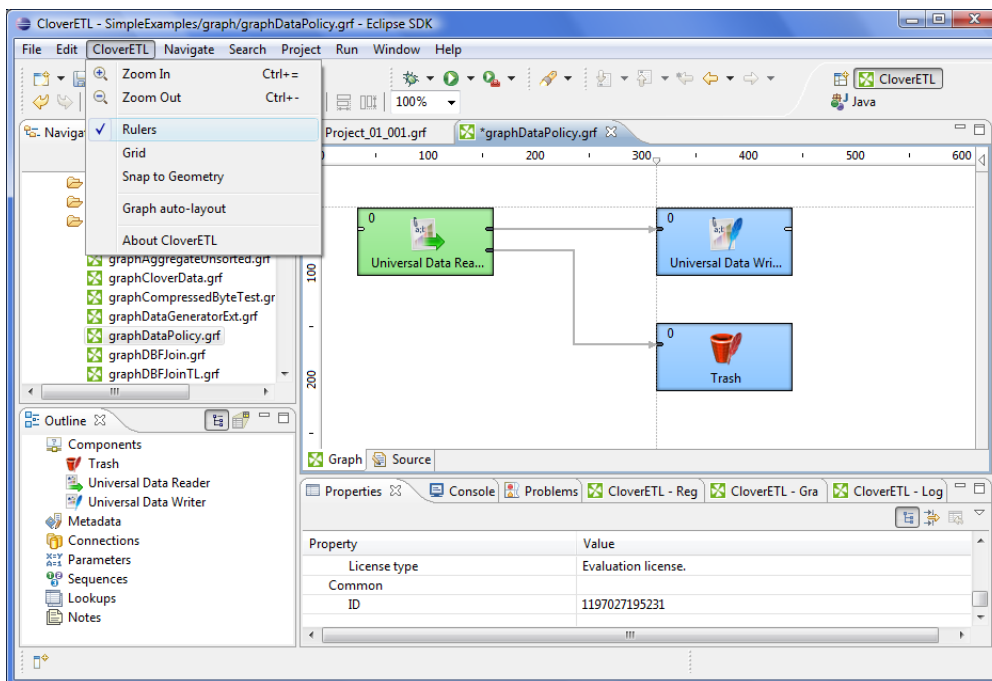 CloverETL - SimpleExamples/graph/graphDataPolicy.grf - Eclipse SDK
File Edit CloverETL Navigate Search Project Run Window Help
Zoom In Ctrl+=
Zoom Out Ctrl+-
Rulers
Grid
Snap to Geometry
Graph auto-layout
About CloverETL
100%
CloverETL
Java
Naviga
Project_01_001.grf
*graphDataPolicy.grf
100 200 300 400 500 600
100
200
graphAggregateUnsorted.grf
graphCloverData.grf
graphCompressedByteTest.gr
graphDataGeneratorExt.grf
graphDataPolicy.grf
graphDBFJoin.grf
graphDBFJoinTL.grf
0
Universal Data Rea...
0
Universal Data Wri...
0
Trash
Graph Source
Outline
Components
Trash
Universal Data Reader
Universal Data Writer
Metadata
Connections
Parameters
Sequences
Lookups
Notes
Properties Console Problems CloverETL - Reg CloverETL - Gra CloverETL - Log
Property Value
License type Evaluation license.
Common
ID 1197027195231